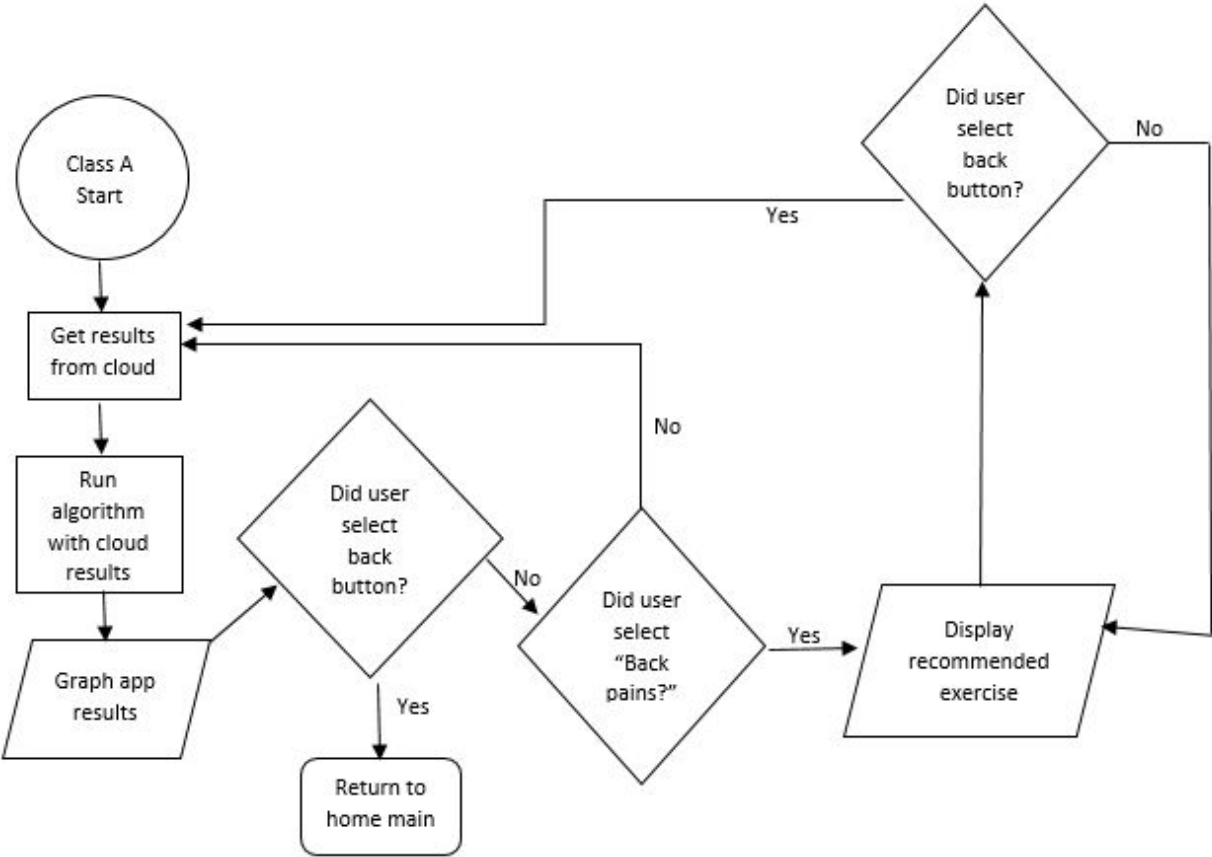 Class A
Start
Get results
from cloud
Run
algorithm
with cloud
results
Graph app
results
Did user
select
back
button?
Yes
Return to
home main
No
Did user
select
“Back
pains?”
No
Yes
Display
recommended
exercise
Did user
select
back
button?
Yes
No